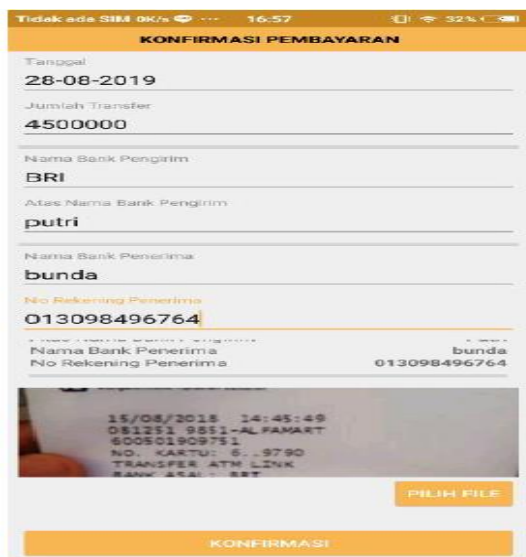 Tidak ada SIM 0K/s ... 16:57 32%
KONFIRMASI PEMBAYARAN
Tanggal
28-08-2019
Jumlah Transfer
4500000
Nama Bank Pengirim
BRI
Atas Nama Bank Pengirim
putri
Nama Bank Penerima
bunda
No Rekening Penerima
013098496764
Nama Bank Penerima bunda
No Rekening Penerima 013098496764
15/08/2018 14:45:49
081251 9851-ALFAMART
600501909751
NO. KARTU: 6..9790
TRANSFER ATM LINK
BANK ASAL: BRI
PILIH FILE
KONFIRMASI